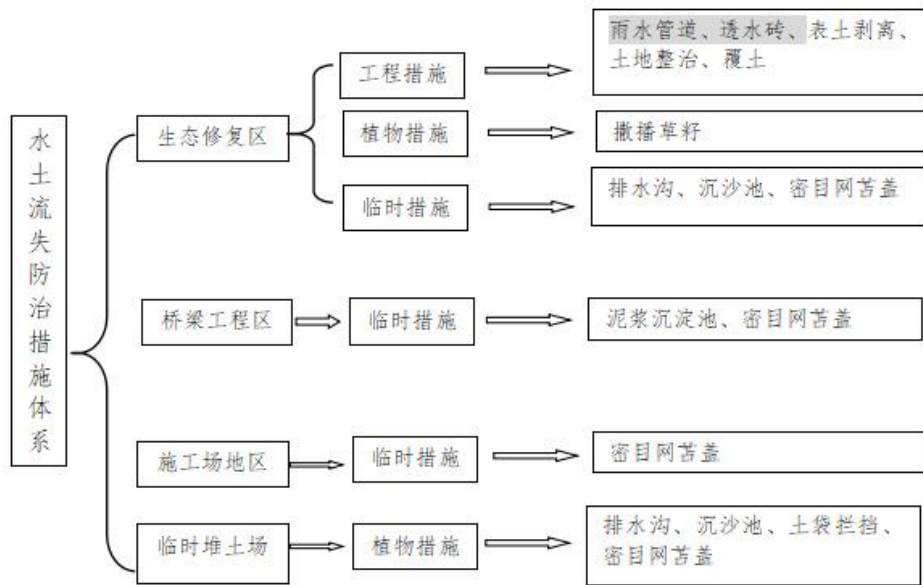 水土流失防治措施体系
生态修复区
工程措施
雨水管道、透水砖、表土剥离、
土地整治、覆土
植物措施
撒播草籽
临时措施
排水沟、沉沙池、密目网苫盖
桥梁工程区
临时措施
泥浆沉淀池、密目网苫盖
施工场地区
临时措施
密目网苫盖
临时堆土场
植物措施
排水沟、沉沙池、土袋拦挡、
密目网苫盖